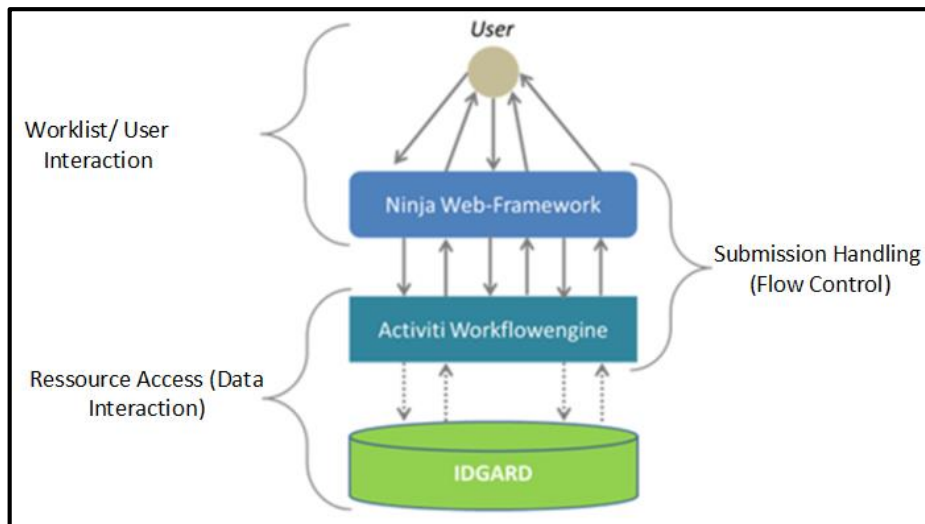 User
Worklist/ User
Interaction
Ninja Web-Framework
Submission Handling
(Flow Control)
Activiti Workflowengine
Ressource Access (Data
Interaction)
IDGARD